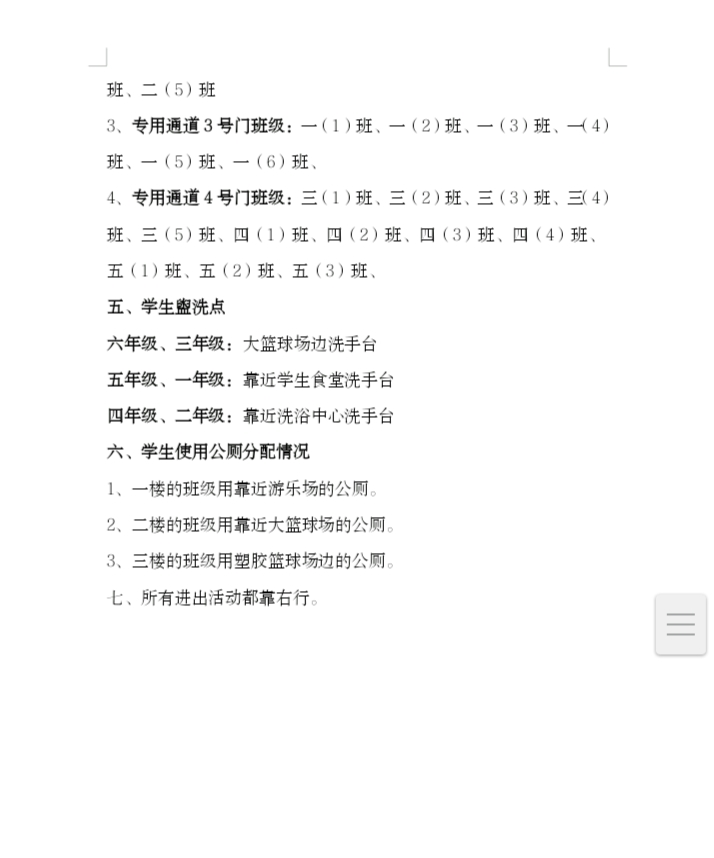 班、二（5）班
3、专用通道 3 号门班级：一（1）班、一（2）班、一（3）班、一（4）
班、一（5）班、一（6）班、
4、专用通道 4 号门班级：三（1）班、三（2）班、三（3）班、三（4）
班、三（5）班、四（1）班、四（2）班、四（3）班、四（4）班、
五（1）班、五（2）班、五（3）班、
五、学生盥洗点
六年级、三年级：大篮球场边洗手台
五年级、一年级：靠近学生食堂洗手台
四年级、二年级：靠近洗浴中心洗手台
六、学生使用公厕分配情况
1、一楼的班级用靠近游乐场的公厕。
2、二楼的班级用靠近大篮球场的公厕。
3、三楼的班级用塑胶篮球场边的公厕。
七、所有进出活动都靠右行。